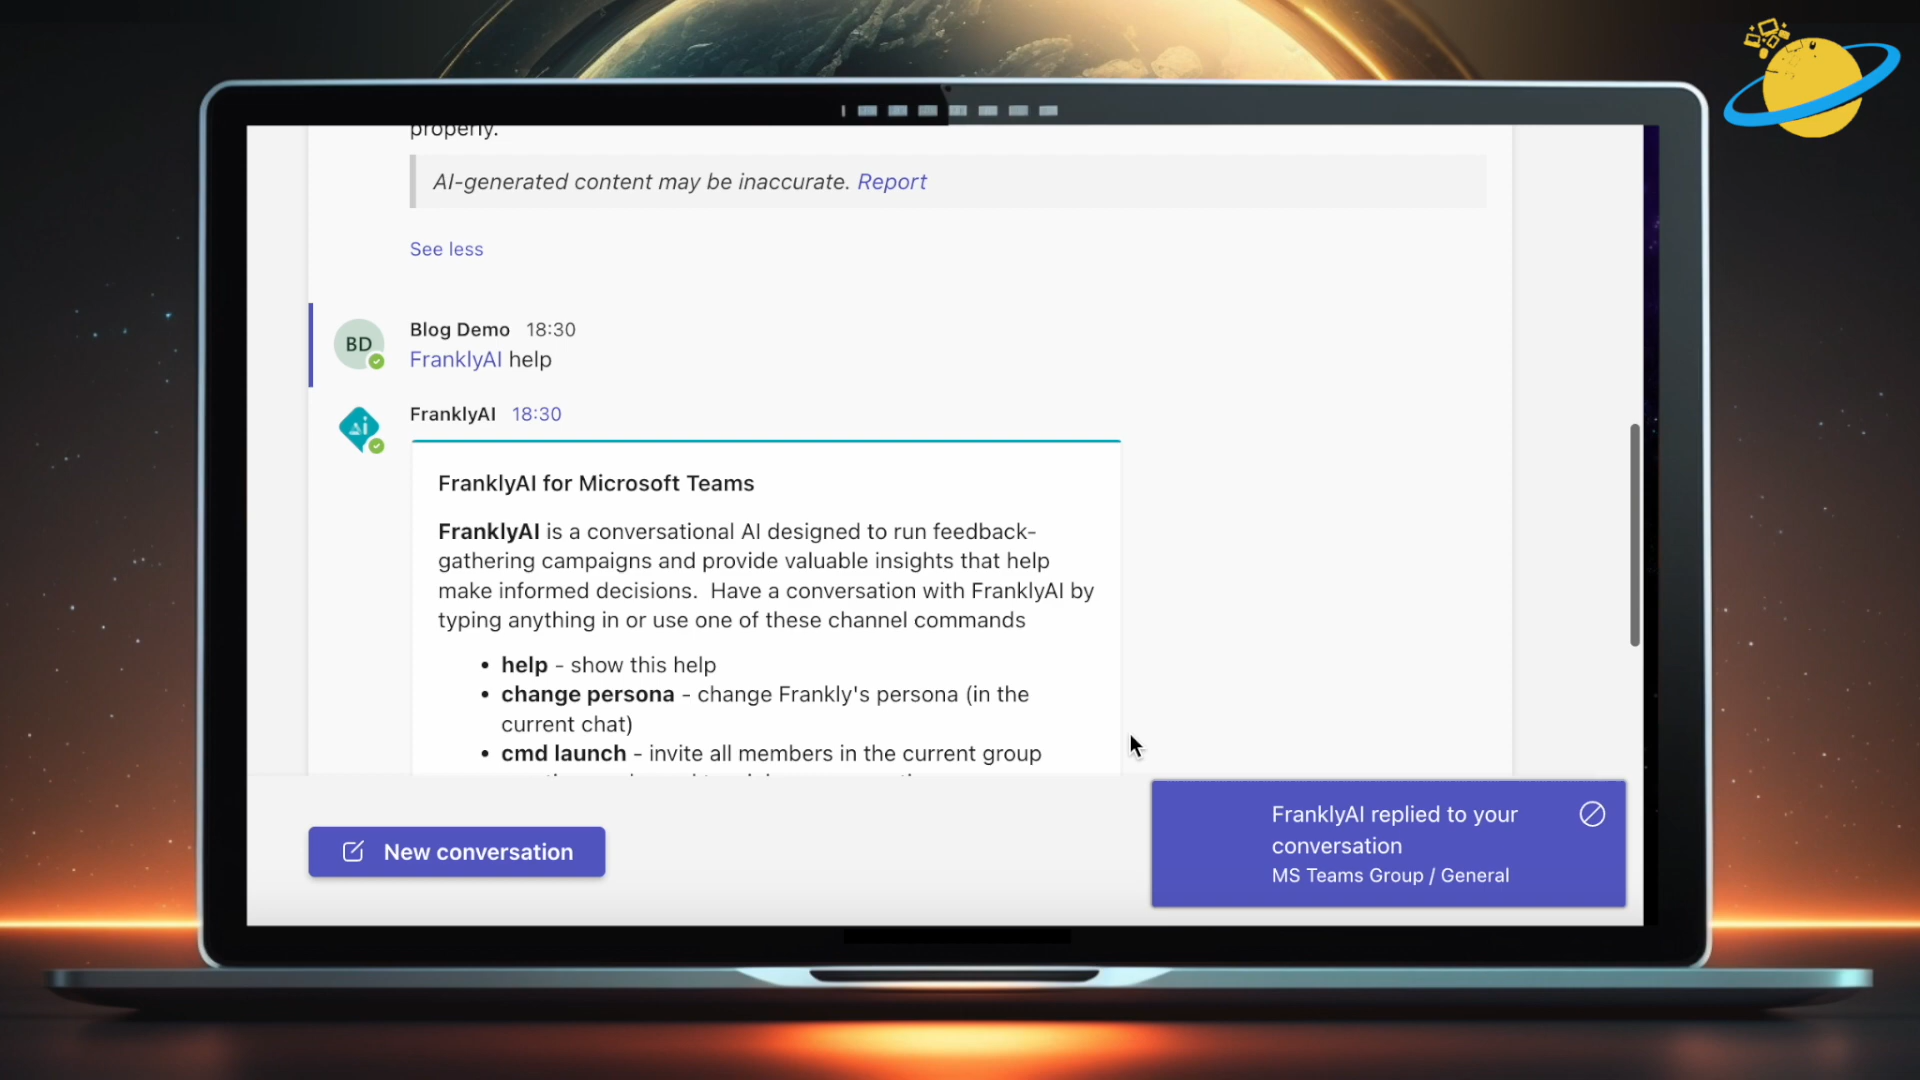 properly.
AI-generated content may be inaccurate. Report
See less
BD
Blog Demo 18:30
FranklyAI help
Ai
FranklyAI 18:30
FranklyAI for Microsoft Teams
FranklyAI is a conversational AI designed to run feedback-
gathering campaigns and provide valuable insights that help
make informed decisions. Have a conversation with FranklyAI by
typing anything in or use one of these channel commands
• help - show this help
• change persona - change Frankly's persona (in the
current chat)
• cmd launch - invite all members in the current group
New conversation
FranklyAI replied to your
conversation
MS Teams Group / General